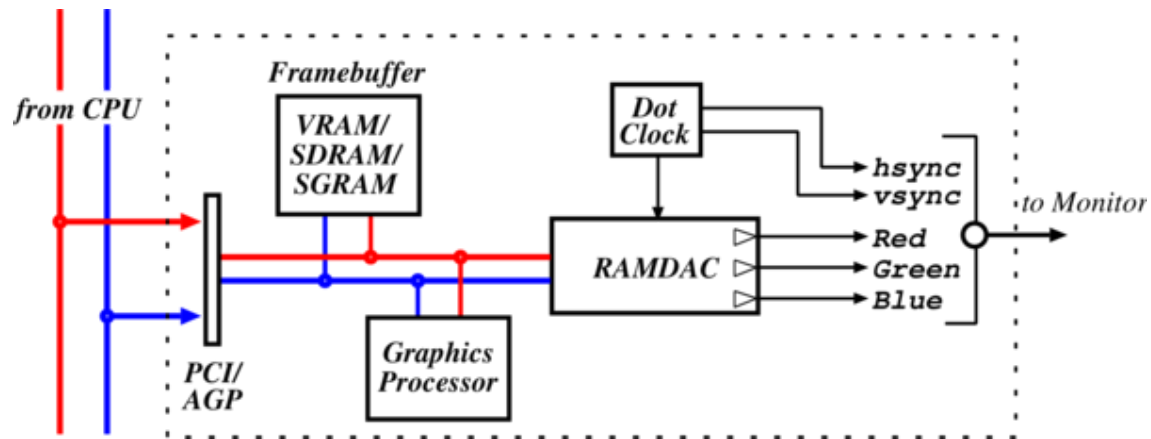 from CPU
Framebuffer
VRAM/
SDRAM/
SGRAM
PCI/
AGP
Graphics
Processor
Dot
Clock
RAMDAC
hsync
vsync
Red
Green
Blue
to Monitor